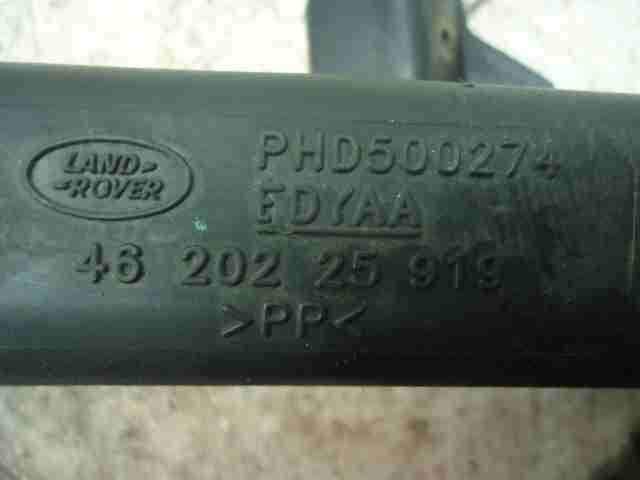 LAND
ROVER
PHD500274
EDYAA
46 202 25 919
>PP<